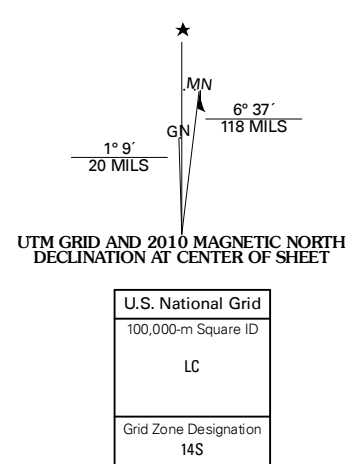 MN
6° 37´
118 MILS
GN
1° 9´
20 MILS
UTM GRID AND 2010 MAGNETIC NORTH
DECLINATION AT CENTER OF SHEET
U.S. National Grid
100,000-m Square ID
LC
Grid Zone Designation
14S